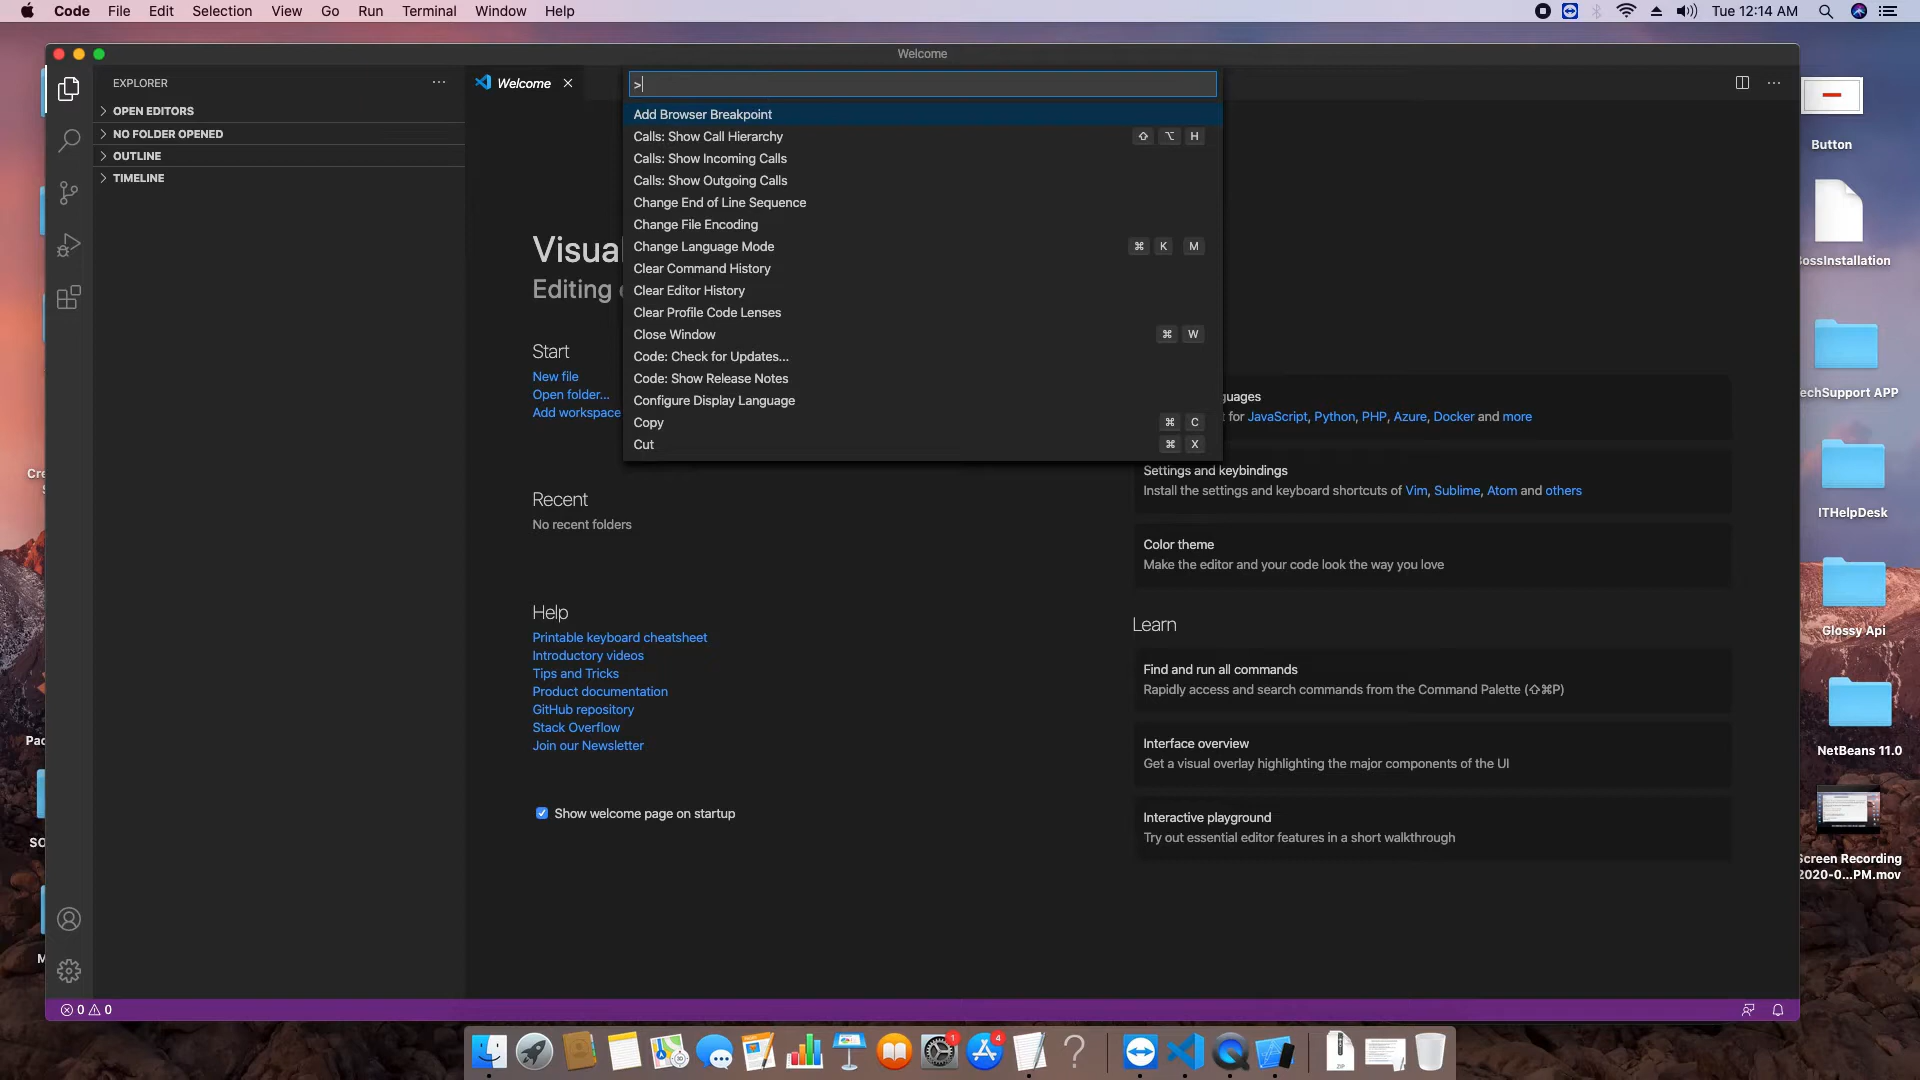 Code File Edit Selection View Go Run Terminal Window Help
Tue 12:14 AM
Welcome
EXPLORER
OPEN EDITORS
NO FOLDER OPENED
OUTLINE
TIMELINE
Welcome
>
Add Browser Breakpoint
Calls: Show Call Hierarchy ⇧ ⌥ H
Calls: Show Incoming Calls
Calls: Show Outgoing Calls
Change End of Line Sequence
Change File Encoding
Change Language Mode ⌘ K M
Clear Command History
Clear Editor History
Clear Profile Code Lenses
Close Window ⌘ W
Code: Check for Updates...
Code: Show Release Notes
Configure Display Language
Copy ⌘ C
Cut ⌘ X
Visual
Editing
Start
New file
Open folder...
Add workspace
Recent
No recent folders
Help
Printable keyboard cheatsheet
Introductory videos
Tips and Tricks
Product documentation
GitHub repository
Stack Overflow
Join our Newsletter
Show welcome page on startup
guages
for JavaScript, Python, PHP, Azure, Docker and more
Settings and keybindings
Install the settings and keyboard shortcuts of Vim, Sublime, Atom and others
Color theme
Make the editor and your code look the way you love
Learn
Find and run all commands
Rapidly access and search commands from the Command Palette (⇧⌘P)
Interface overview
Get a visual overlay highlighting the major components of the UI
Interactive playground
Try out essential editor features in a short walkthrough
0 0
Button
ossInstallation
echSupport APP
ITHelpDesk
Glossy Api
NetBeans 11.0
Screen Recording
2020-0...PM.mov
Cre
Pac
SO
M
1
4
ZIP